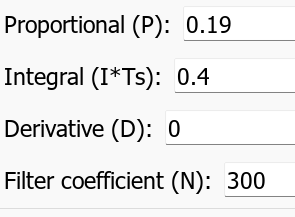 Proportional (P): 0.19
Integral (I*Ts): 0.4
Derivative (D): 0
Filter coefficient (N): 300